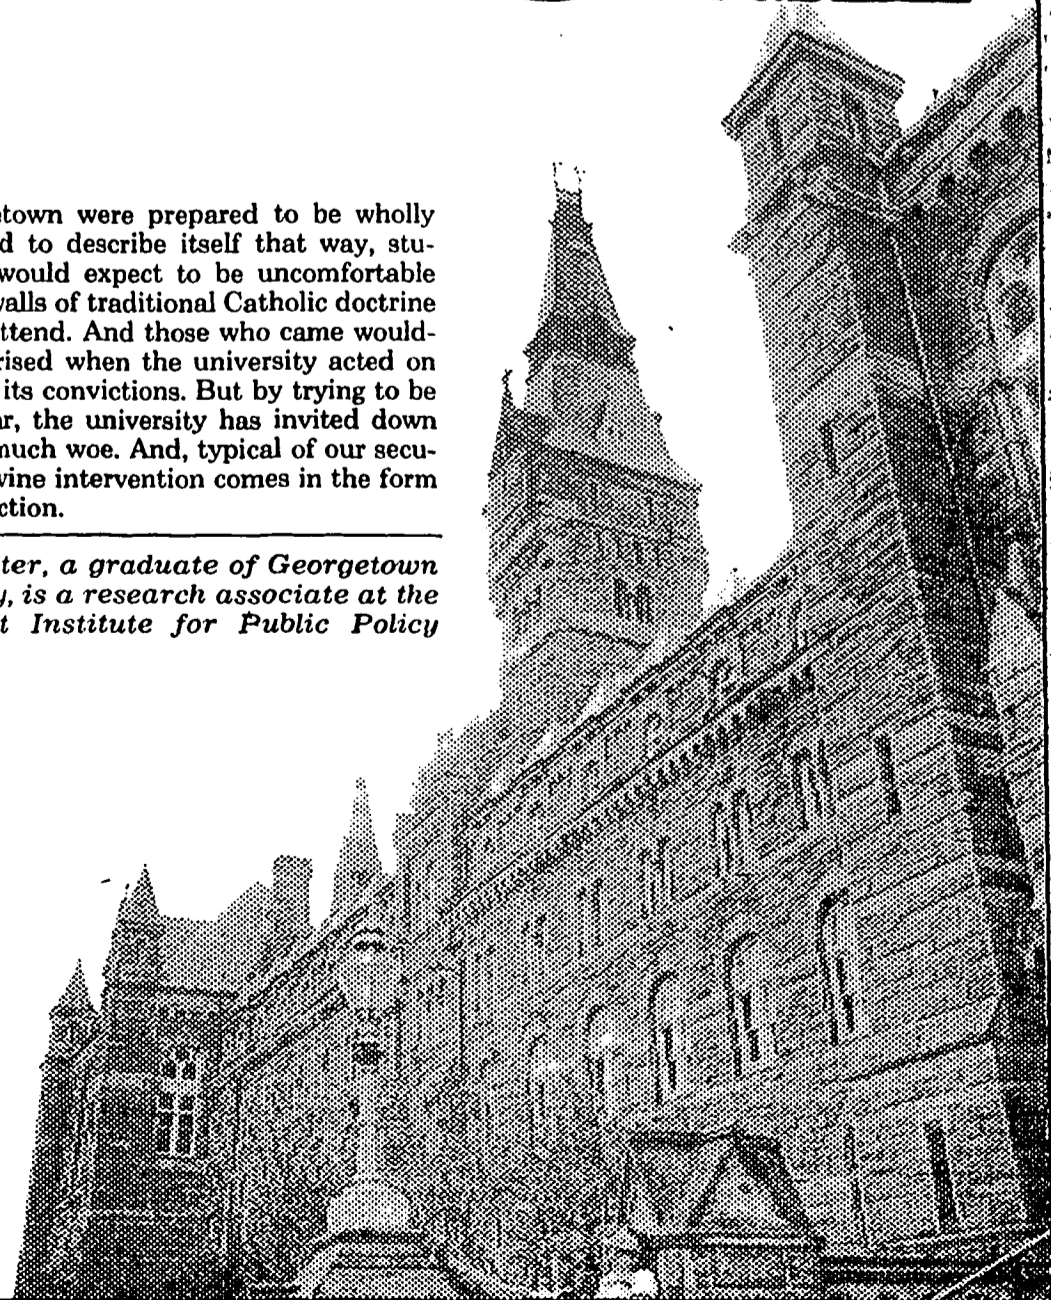 town were prepared to be wholly
d to describe itself that way, stu-
would expect to be uncomfortable
valls of traditional Catholic doctrine
ttend. And those who came would-
rised when the university acted on
its convictions. But by trying to be
ar, the university has invited down
much woe. And, typical of our secu-
vine intervention comes in the form
ction.
ter, a graduate of Georgetown
y, is a research associate at the
t Institute for Public Policy